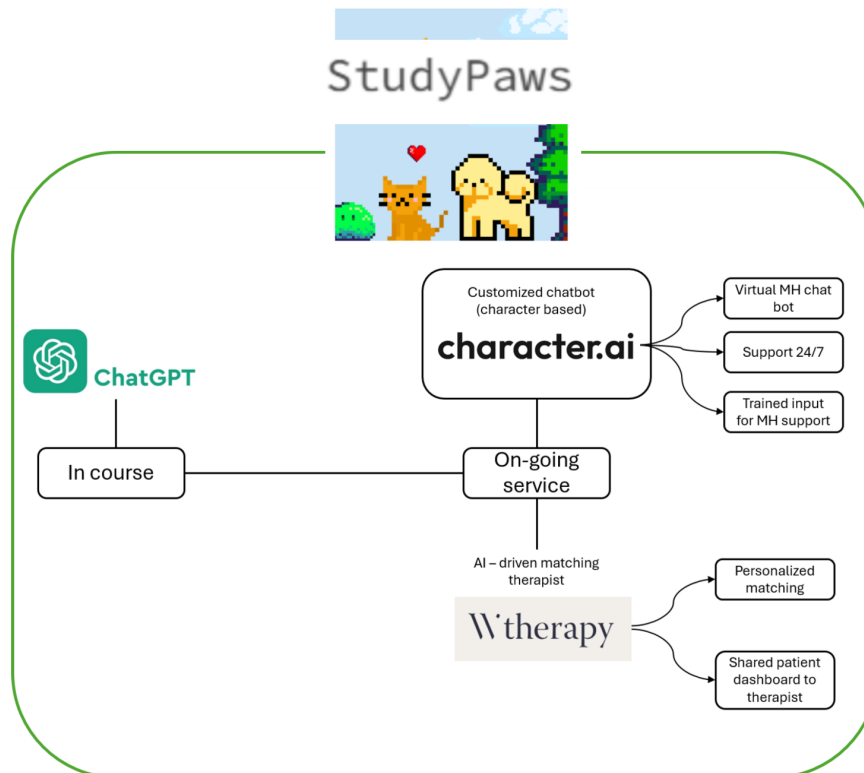 StudyPaws
Customized chatbot
(character based)
character.ai
Virtual MH chat
bot
Support 24/7
Trained input
for MH support
ChatGPT
In course
On-going
service
AI – driven matching
therapist
W therapy
Personalized
matching
Shared patient
dashboard to
therapist